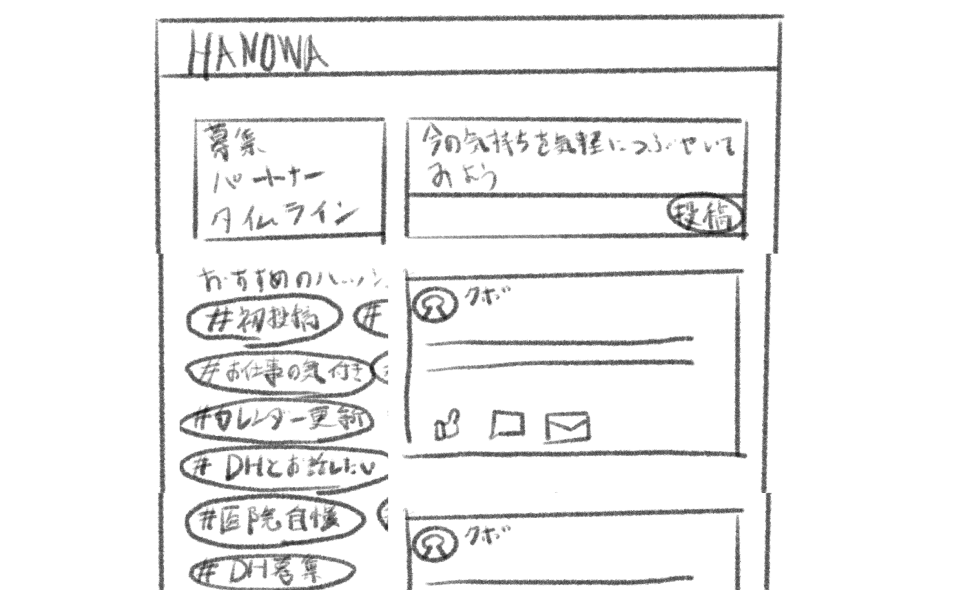 HANOWA
募集
パートナー
タイムライン
今の気持ちを気軽につぶやいて
みよう
投稿
おすすめのハッシ
#初投稿
#
#お仕事の気付き
#カレンダー更新
#DHとお話したい
#医院自慢
#DH募集
クボ
クボ